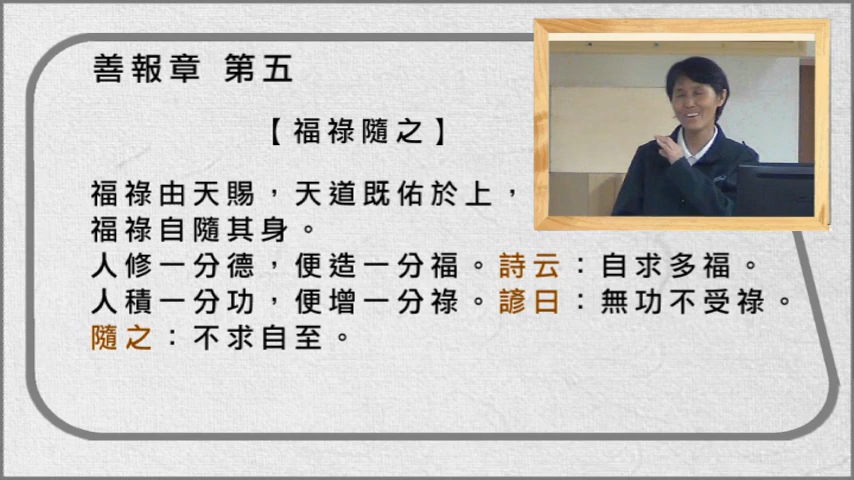 善報章 第五
【福祿隨之】
福祿由天賜，天道既佑於上，
福祿自隨其身。
人修一分德，便造一分福。詩云：自求多福。
人積一分功，便增一分祿。諺曰：無功不受祿。
隨之：不求自至。